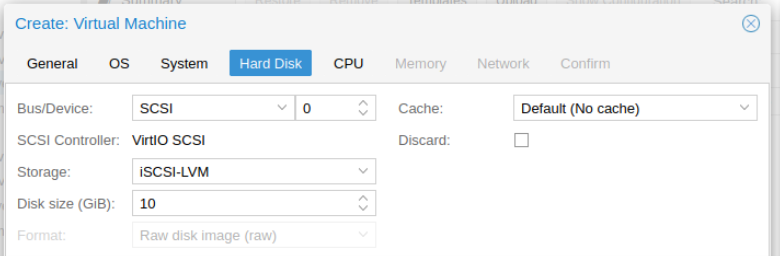 Create: Virtual Machine
General OS System Hard Disk CPU Memory Network Confirm
Bus/Device: SCSI 0 Cache: Default (No cache)
SCSI Controller: VirtIO SCSI Discard:
Storage: iSCSI-LVM
Disk size (GiB): 10
Format: Raw disk image (raw)